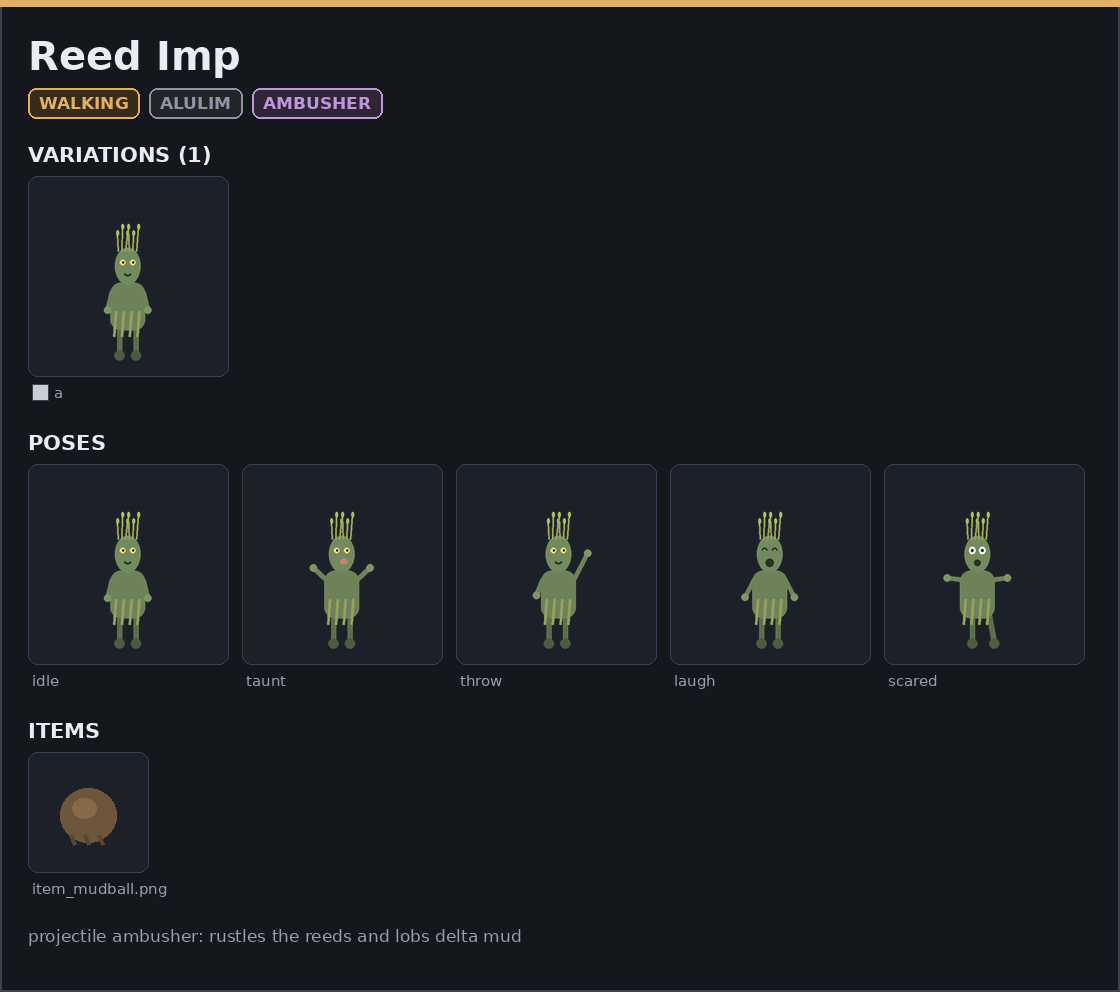 Reed Imp
WALKING ALULIM AMBUSHER
VARIATIONS (1)
a
POSES
idle taunt throw laugh scared
ITEMS
item_mudball.png
projectile ambusher: rustles the reeds and lobs delta mud